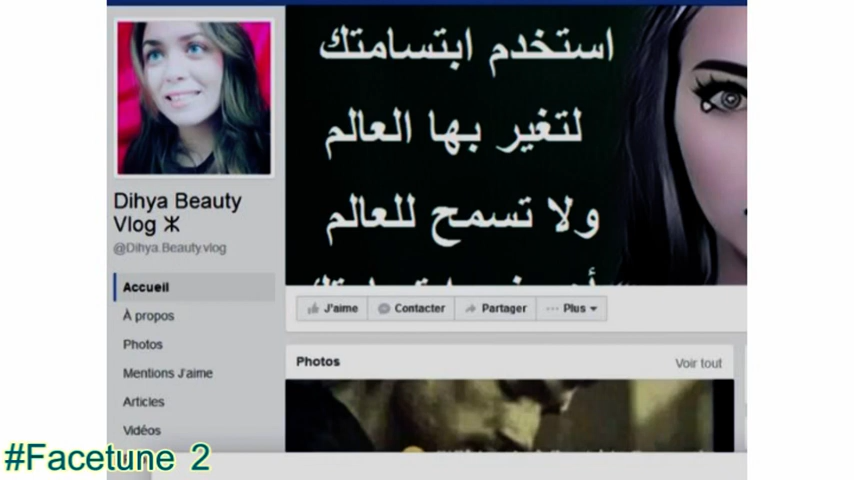 استخدم ابتسامتك
لتغير بها العالم
ولا تسمح للعالم
Dihya Beauty
Vlog ⵣ
@Dihya.Beauty.vlog
Accueil
À propos
Photos
Mentions J'aime
Articles
Vidéos
J'aime
Contacter
Partager
Plus
Photos
Voir tout
#Facetune 2